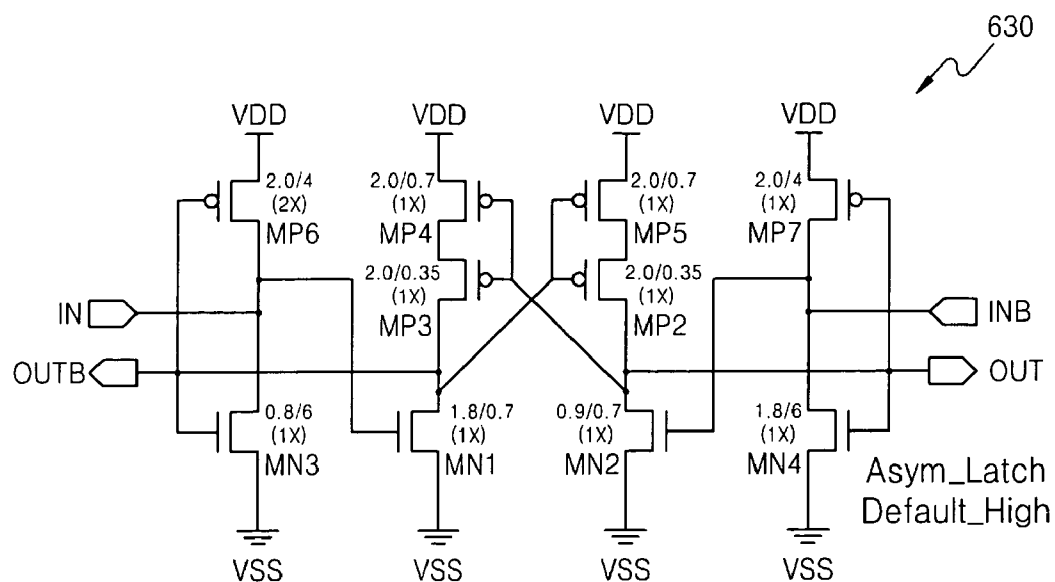 630
VDD VDD VDD VDD
2.0/4 2.0/0.7 2.0/0.7 2.0/4
(2X) (1X) (1X) (1X)
MP6 MP4 MP5 MP7
2.0/0.35 2.0/0.35
(1X) (1X)
MP3 MP2
IN INB
OUTB OUT
0.8/6 1.8/0.7 0.9/0.7 1.8/6
(1X) (1X) (1X) (1X)
MN3 MN1 MN2 MN4
Asym_Latch
Default_High
VSS VSS VSS VSS